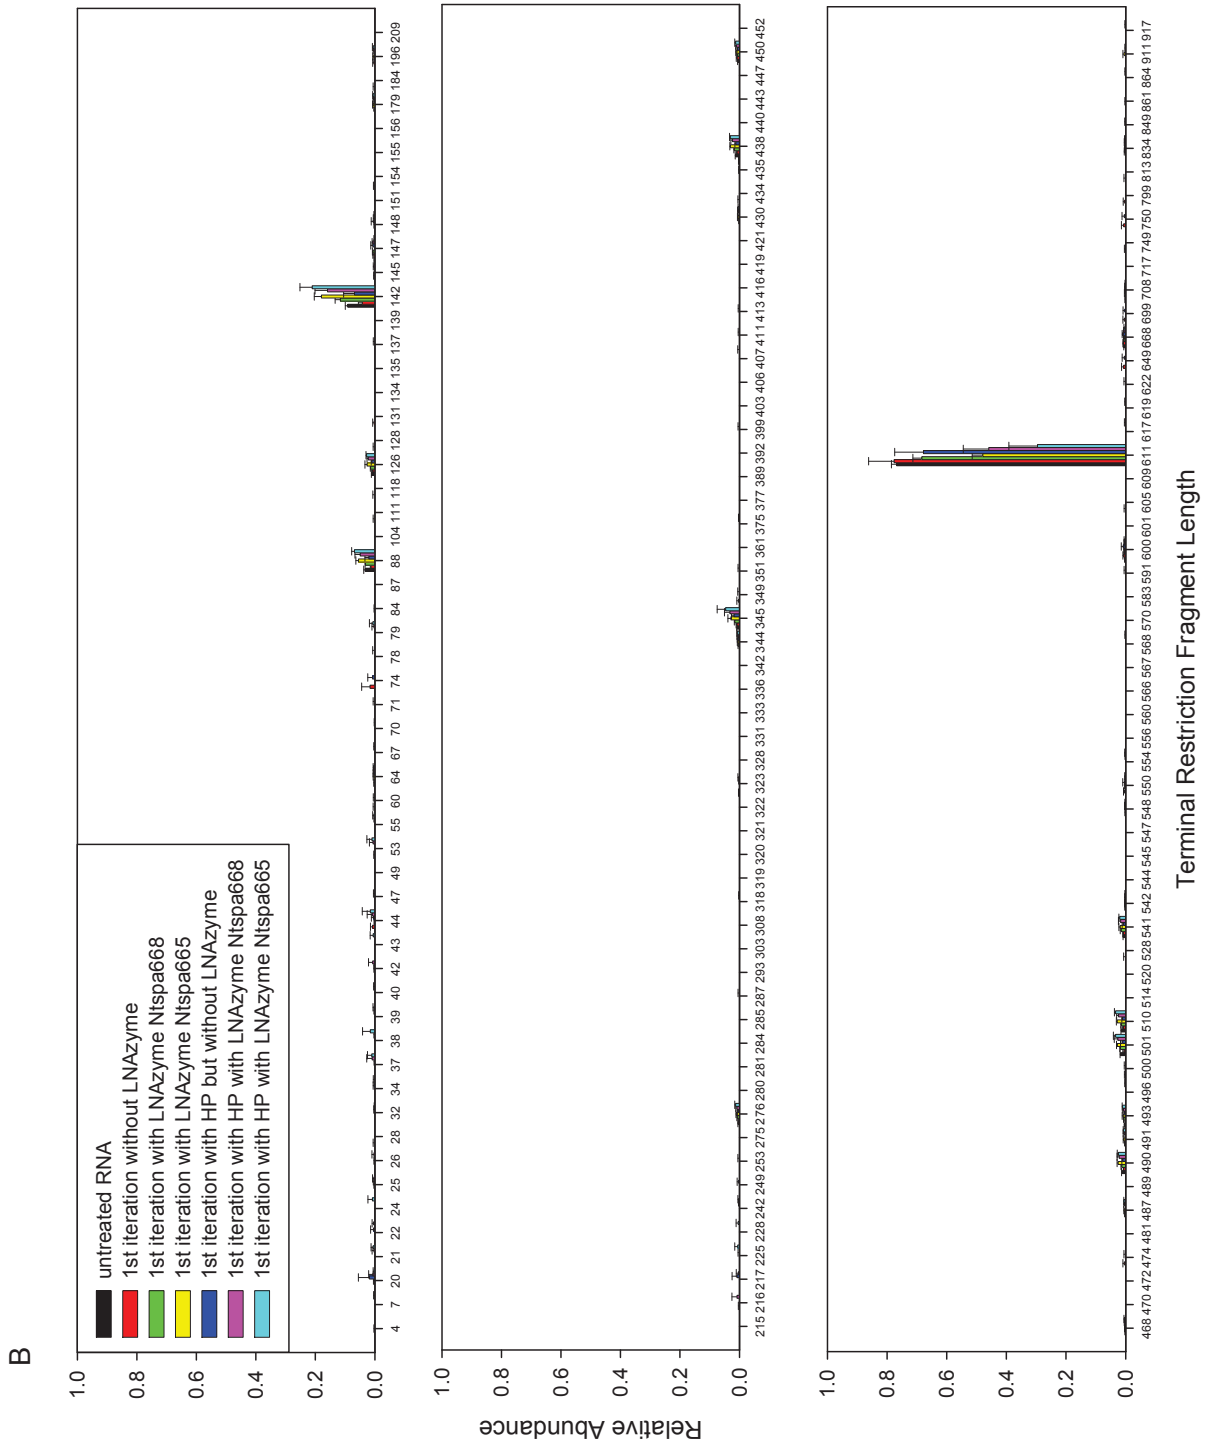 B
untreated RNA
1st iteration without LNAzyme
1st iteration with LNAzyme Ntspa668
1st iteration with LNAzyme Ntspa665
1st iteration with HP but without LNAzyme
1st iteration with HP with LNAzyme Ntspa668
1st iteration with HP with LNAzyme Ntspa665
1.0
0.8
0.6
0.4
0.2
0.0
4 7 20 21 22 24 25 26 28 32 34 37 38 39 40 42 43 44 47 49 53 55 60 64 67 70 71 74 78 79 84 87 88 104 111 118 126 128 131 134 135 137 139 142 145 147 148 151 154 155 156 179 184 196 209
Relative Abundance
1.0
0.8
0.6
0.4
0.2
0.0
215 216 217 225 228 242 249 253 275 276 280 281 284 285 287 293 303 308 318 319 320 321 322 323 328 331 333 336 342 344 345 349 351 361 375 377 389 392 399 403 406 407 411 413 416 419 421 430 434 435 438 440 443 447 450 452
1.0
0.8
0.6
0.4
0.2
0.0
468 470 472 474 481 487 489 490 491 493 496 500 501 510 514 520 528 541 542 544 545 547 548 550 554 556 560 566 567 568 570 583 591 600 601 605 609 611 617 619 622 649 668 699 708 717 749 750 799 813 834 849 861 864 911 917
Terminal Restriction Fragment Length